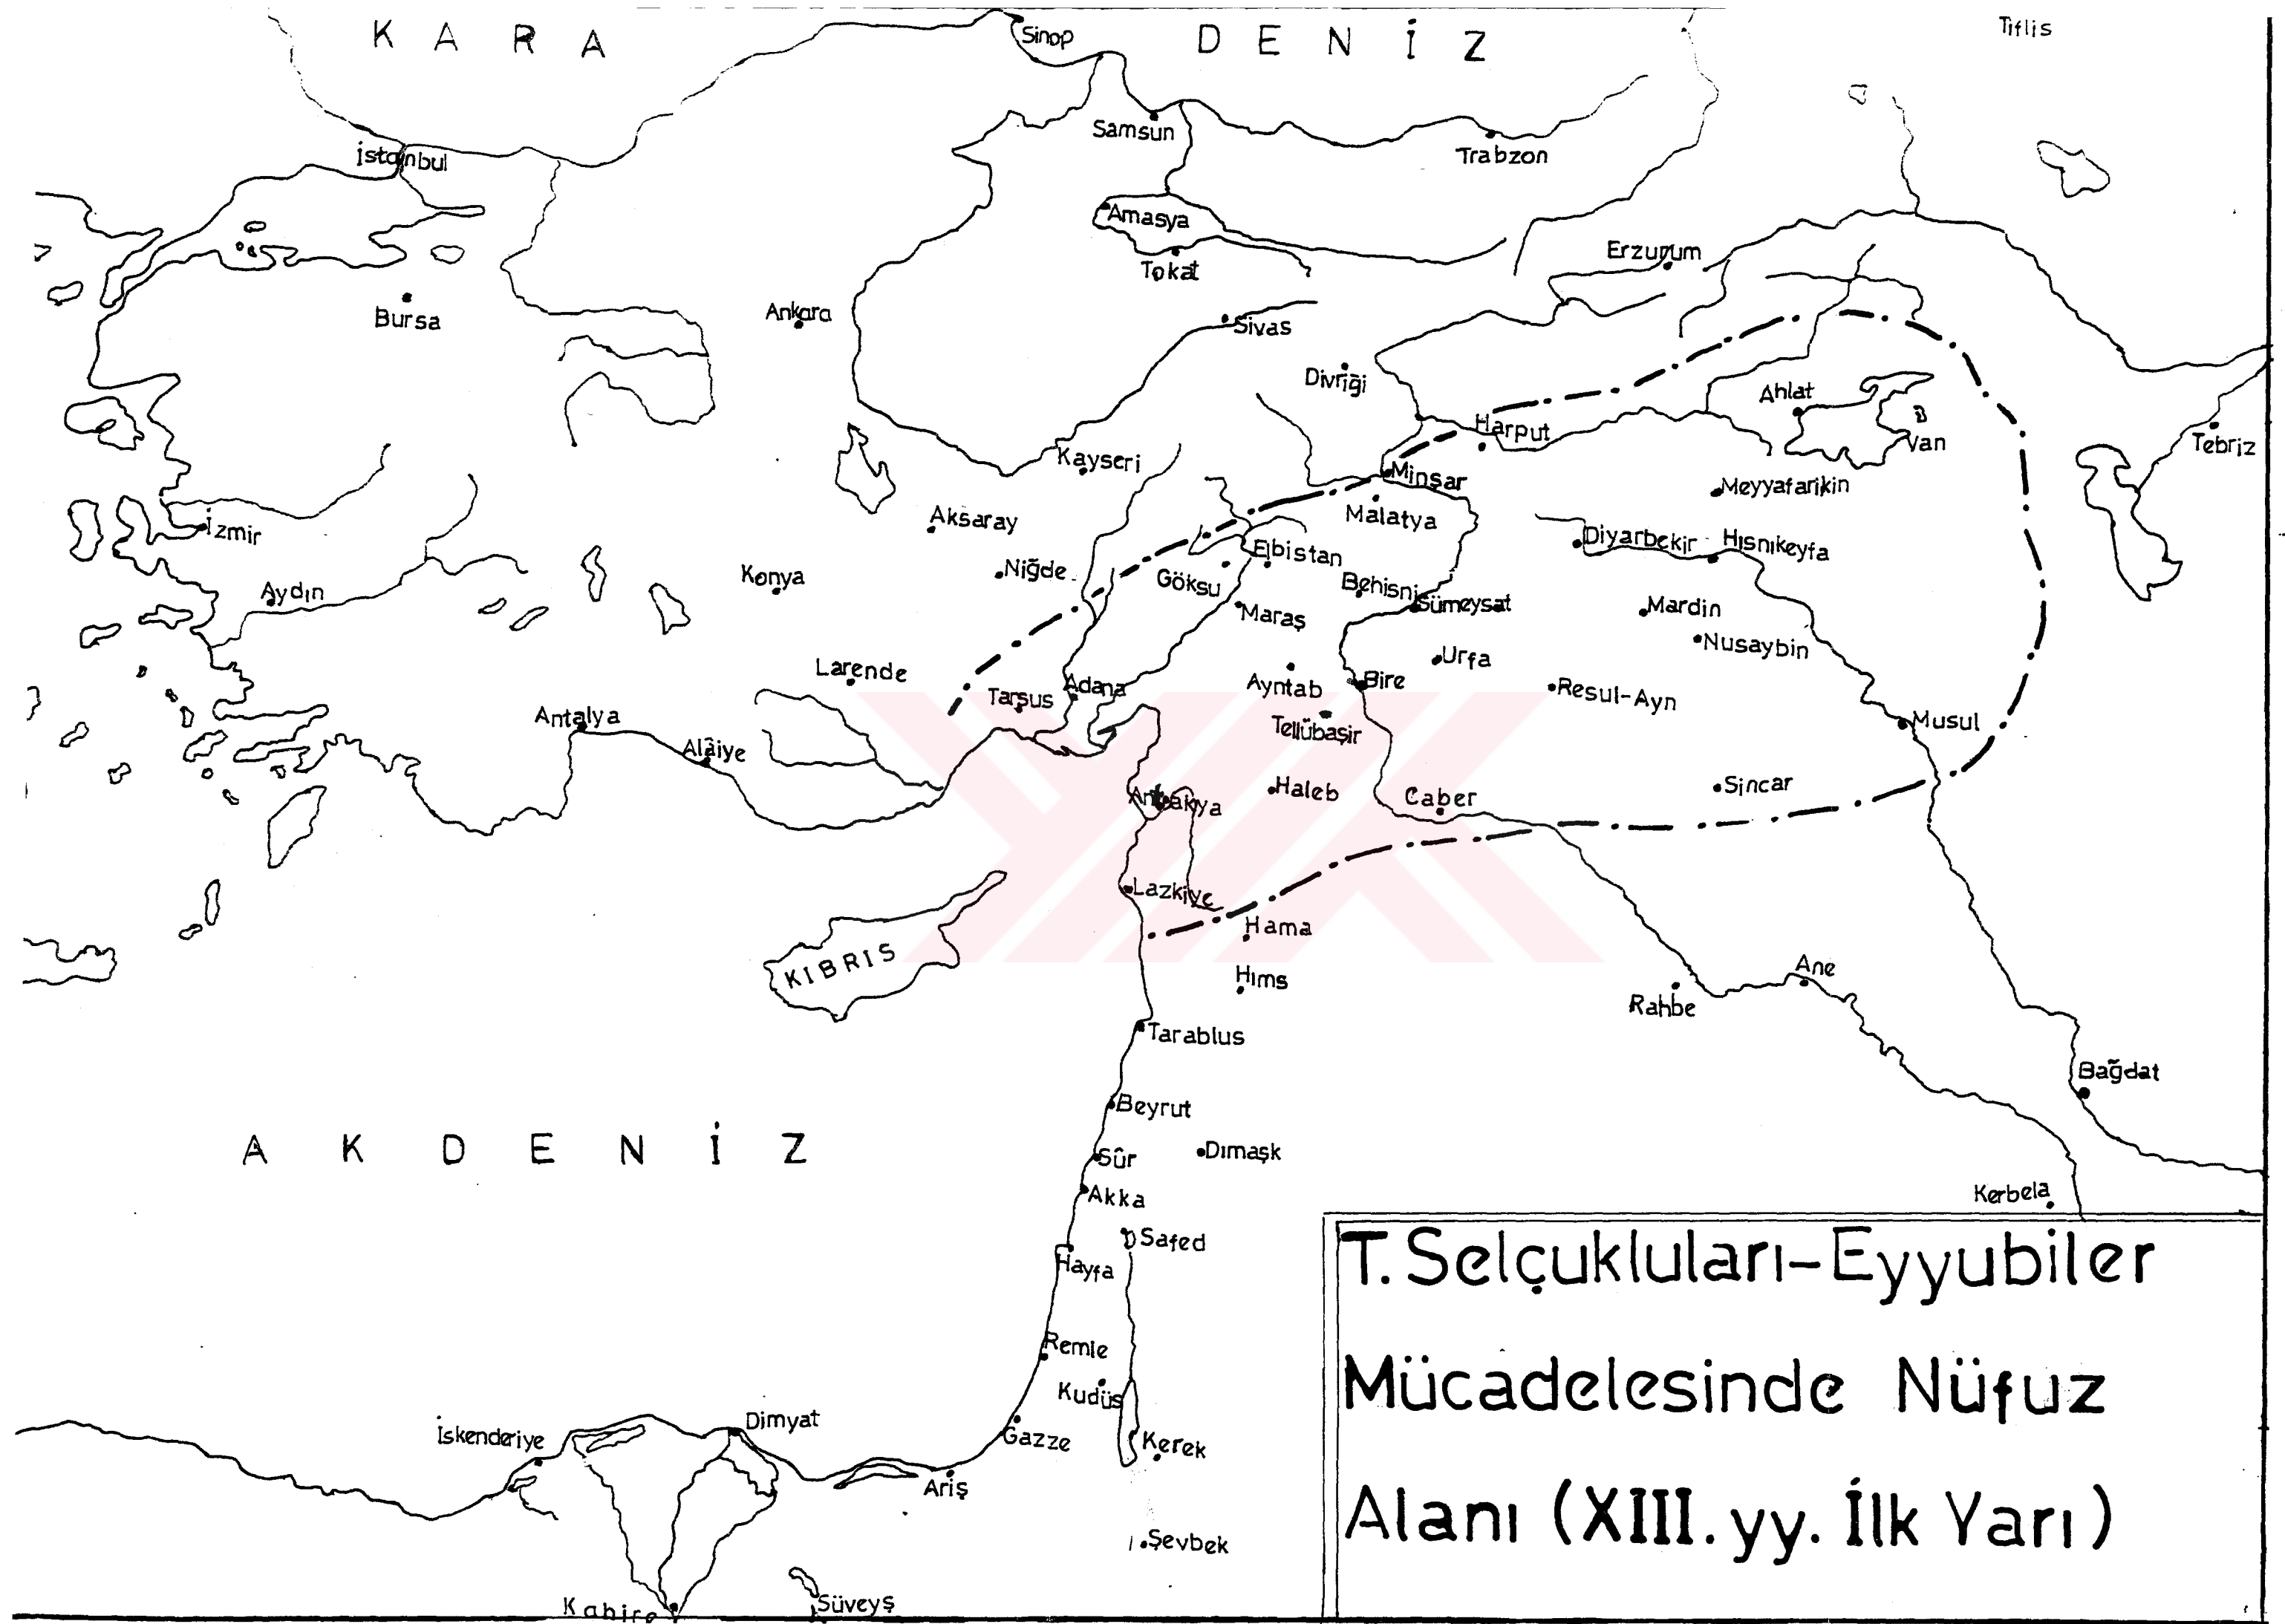 KARA DENİZ
Tiflis
Sinop
Samsun
Trabzon
İstanbul
Amasya
Tokat
Erzurum
Bursa
Ankara
Sivas
Divriği
Ahlat
Van
Tebriz
Harput
Kayseri
Minşar
Meyyafarikin
Malatya
Aksaray
İzmir
Diyarbekir
Hısnıkeyfa
Elbistan
Niğde
Konya
Göksu
Behisni
Sümeysat
Aydın
Maraş
Mardin
Nusaybin
Urfa
Larende
Tarsus
Adana
Ayntab
Bire
Resul-Ayn
Antalya
Tellübaşir
Musul
Alâiye
Haleb
Caber
Sincar
Antakya
Lazkiye
Hama
KIBRIS
Hıms
Ane
Rahbe
Tarablus
Bağdat
Beyrut
AKDENİZ
Sûr
Dımaşk
Akka
Kerbela
Safed
Hayfa
Remle
Kudüs
Dimyat
İskenderiye
Gazze
Kerek
Ariş
Şevbek
Kahire
Süveyş
T. Selçukluları-Eyyubiler
Mücadelesinde Nüfuz
Alanı (XIII. yy. İlk Yarı)